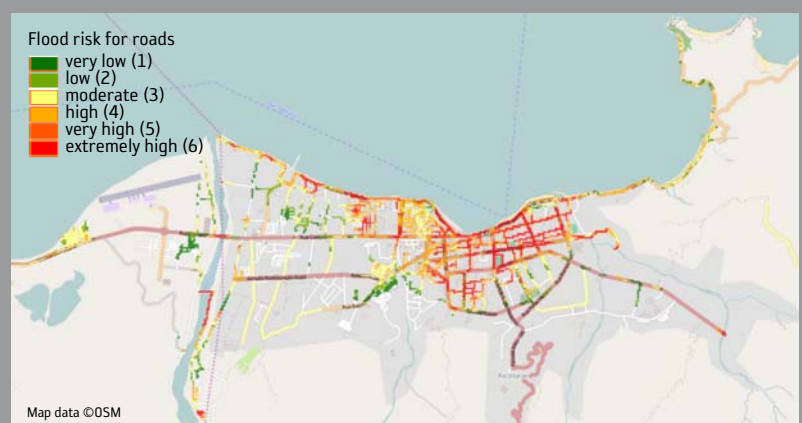 Flood risk for roads
very low (1)
low (2)
moderate (3)
high (4)
very high (5)
extremely high (6)
Map data ©OSM